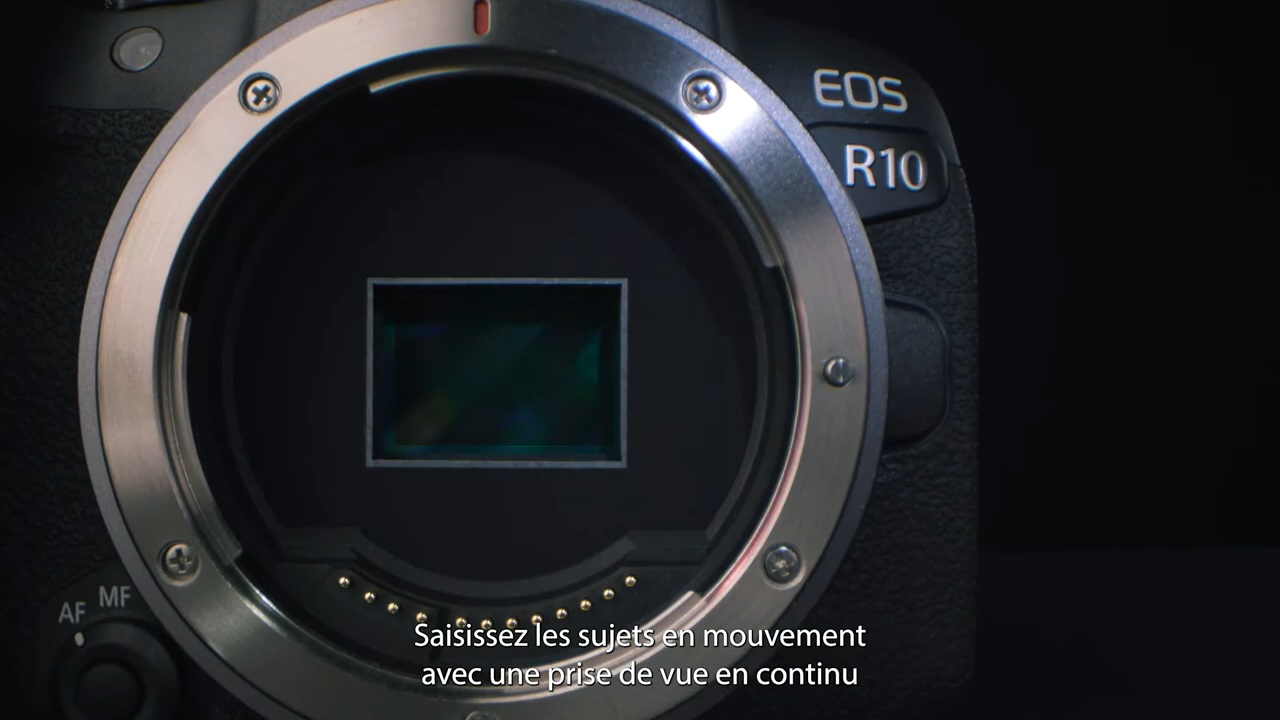 EOS
R10
AF MF
Saisissez les sujets en mouvement
avec une prise de vue en continu